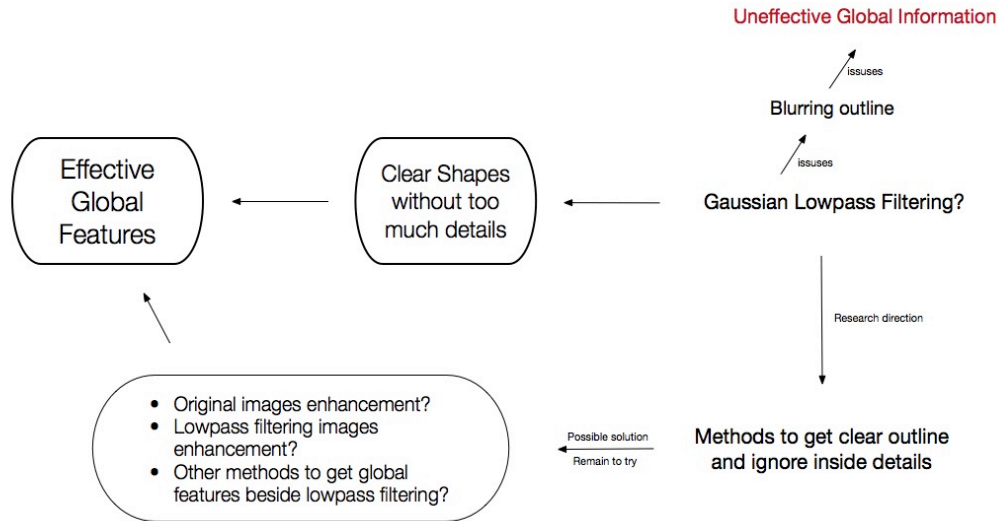 Uneffective Global Information
issuses
Blurring outline
issuses
Effective
Global
Features
Clear Shapes
without too
much details
Gaussian Lowpass Filtering?
Research direction
• Original images enhancement?
• Lowpass filtering images
enhancement?
• Other methods to get global
features beside lowpass filtering?
Possible solution
Remain to try
Methods to get clear outline
and ignore inside details